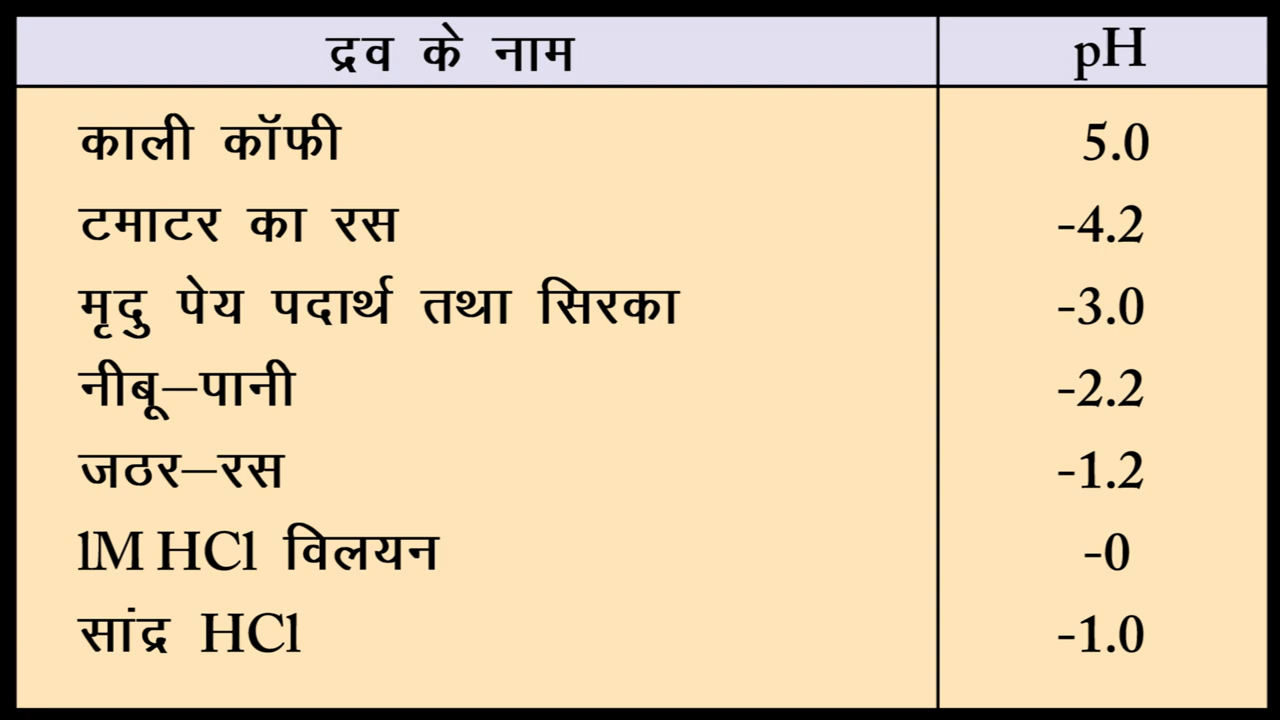 द्रव के नाम pH
काली कॉफी 5.0
टमाटर का रस -4.2
मृदु पेय पदार्थ तथा सिरका -3.0
नीबू–पानी -2.2
जठर–रस -1.2
1M HCl विलयन -0
सांद्र HCl -1.0